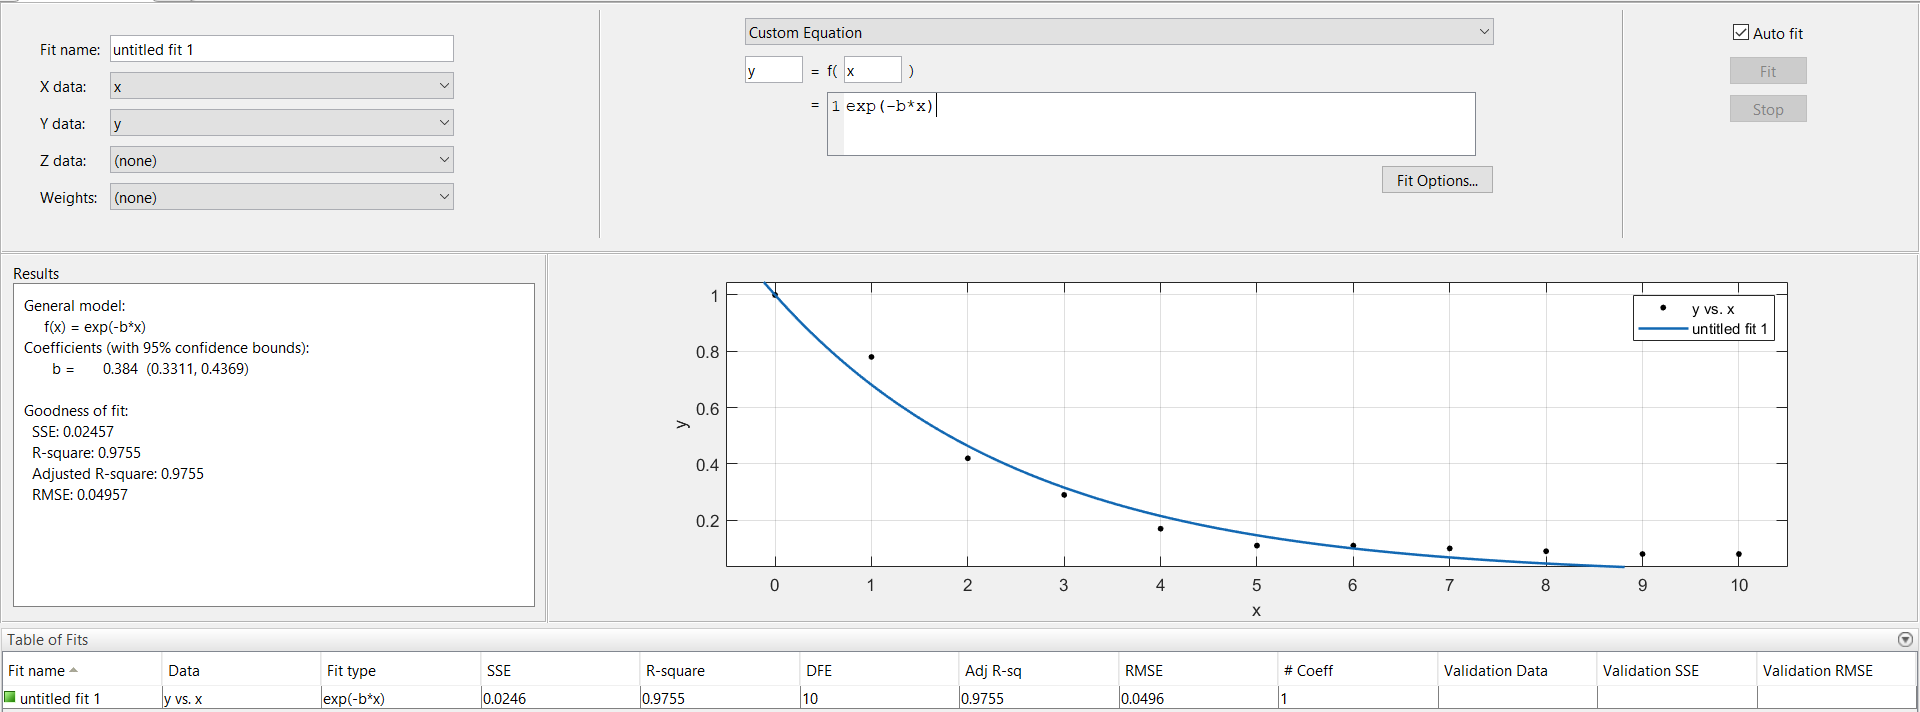 Fit name: untitled fit 1
X data: x
Y data: y
Z data: (none)
Weights: (none)
Custom Equation
y = f( x )
= 1 exp(-b*x)
Fit Options...
Auto fit
Fit
Stop
Results
General model:
f(x) = exp(-b*x)
Coefficients (with 95% confidence bounds):
b = 0.384 (0.3311, 0.4369)
Goodness of fit:
SSE: 0.02457
R-square: 0.9755
Adjusted R-square: 0.9755
RMSE: 0.04957
1
0.8
0.6
0.4
0.2
y
0 1 2 3 4 5 6 7 8 9 10
x
y vs. x
untitled fit 1
Table of Fits
Fit name Data Fit type SSE R-square DFE Adj R-sq RMSE # Coeff Validation Data Validation SSE Validation RMSE
untitled fit 1 y vs. x exp(-b*x) 0.0246 0.9755 10 0.9755 0.0496 1